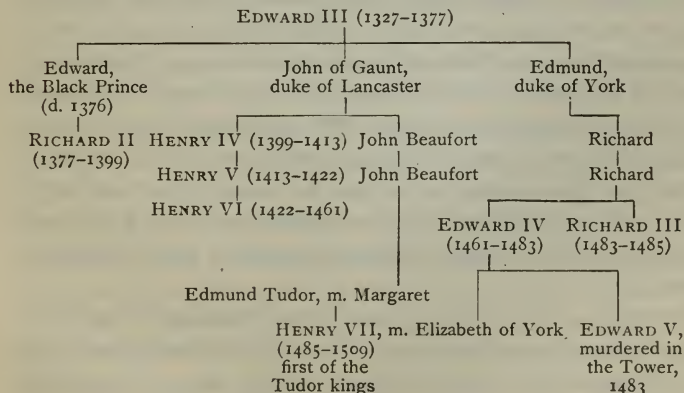 EDWARD III (1327–1377)
Edward,
the Black Prince
(d. 1376)
John of Gaunt,
duke of Lancaster
Edmund,
duke of York
RICHARD II
(1377–1399)
HENRY IV (1399–1413) John Beaufort
Richard
HENRY V (1413–1422) John Beaufort
Richard
HENRY VI (1422–1461)
EDWARD IV
(1461–1483)
RICHARD III
(1483–1485)
Edmund Tudor, m. Margaret
HENRY VII, m. Elizabeth of York
(1485–1509)
first of the
Tudor kings
EDWARD V,
murdered in
the Tower,
1483